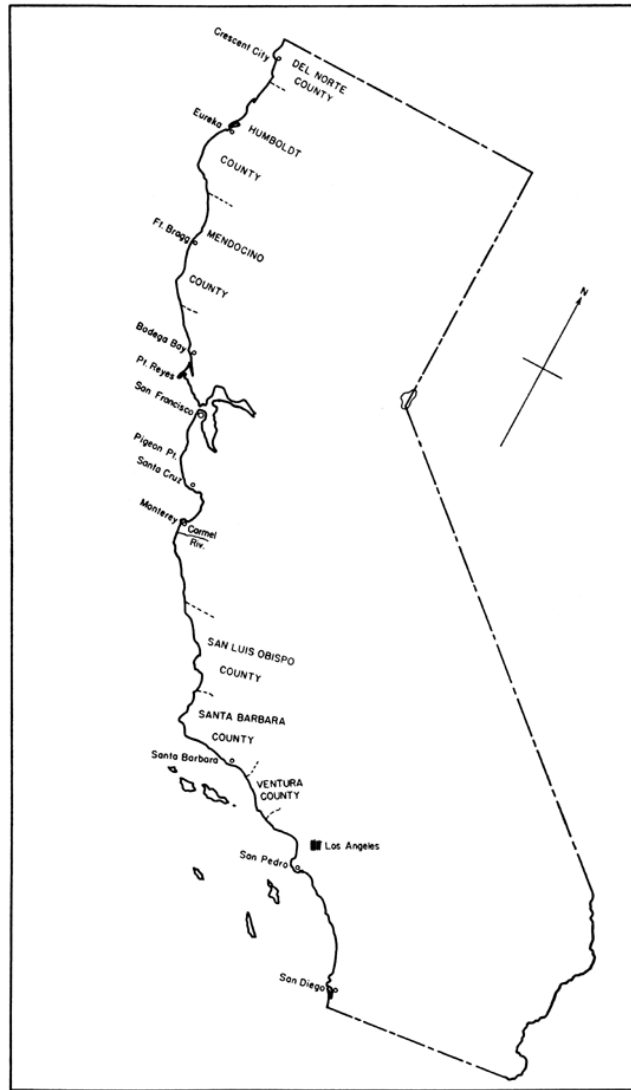 Crescent City
DEL NORTE
COUNTY
Eureka
HUMBOLDT
COUNTY
Ft. Bragg
MENDOCINO
COUNTY
N
Bodega Bay
Pt. Reyes
San Francisco
Pigeon Pt.
Santa Cruz
Monterey
Carmel
Riv.
SAN LUIS OBISPO
COUNTY
SANTA BARBARA
COUNTY
Santa Barbara
VENTURA
COUNTY
Los Angeles
San Pedro
San Diego